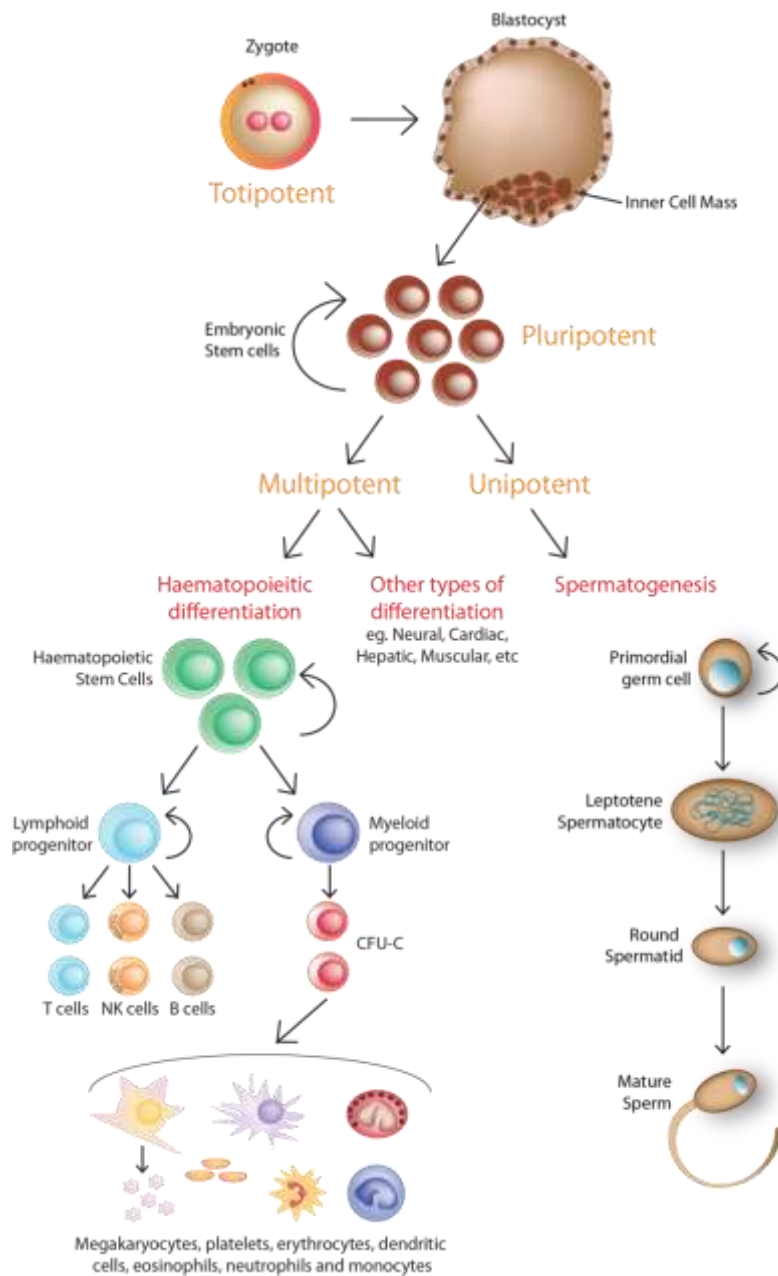 Blastocyst
Zygote
Totipotent
Inner Cell Mass
Embryonic
Stem cells
Pluripotent
Multipotent
Unipotent
Haematopoieitic
differentiation
Other types of
differentiation
eg. Neural, Cardiac,
Hepatic, Muscular, etc
Spermatogenesis
Haematopoietic
Stem Cells
Primordial
germ cell
Lymphoid
progenitor
Myeloid
progenitor
Leptotene
Spermatocyte
CFU-C
T cells
NK cells
B cells
Round
Spermatid
Mature
Sperm
Megakaryocytes, platelets, erythrocytes, dendritic
cells, eosinophils, neutrophils and monocytes